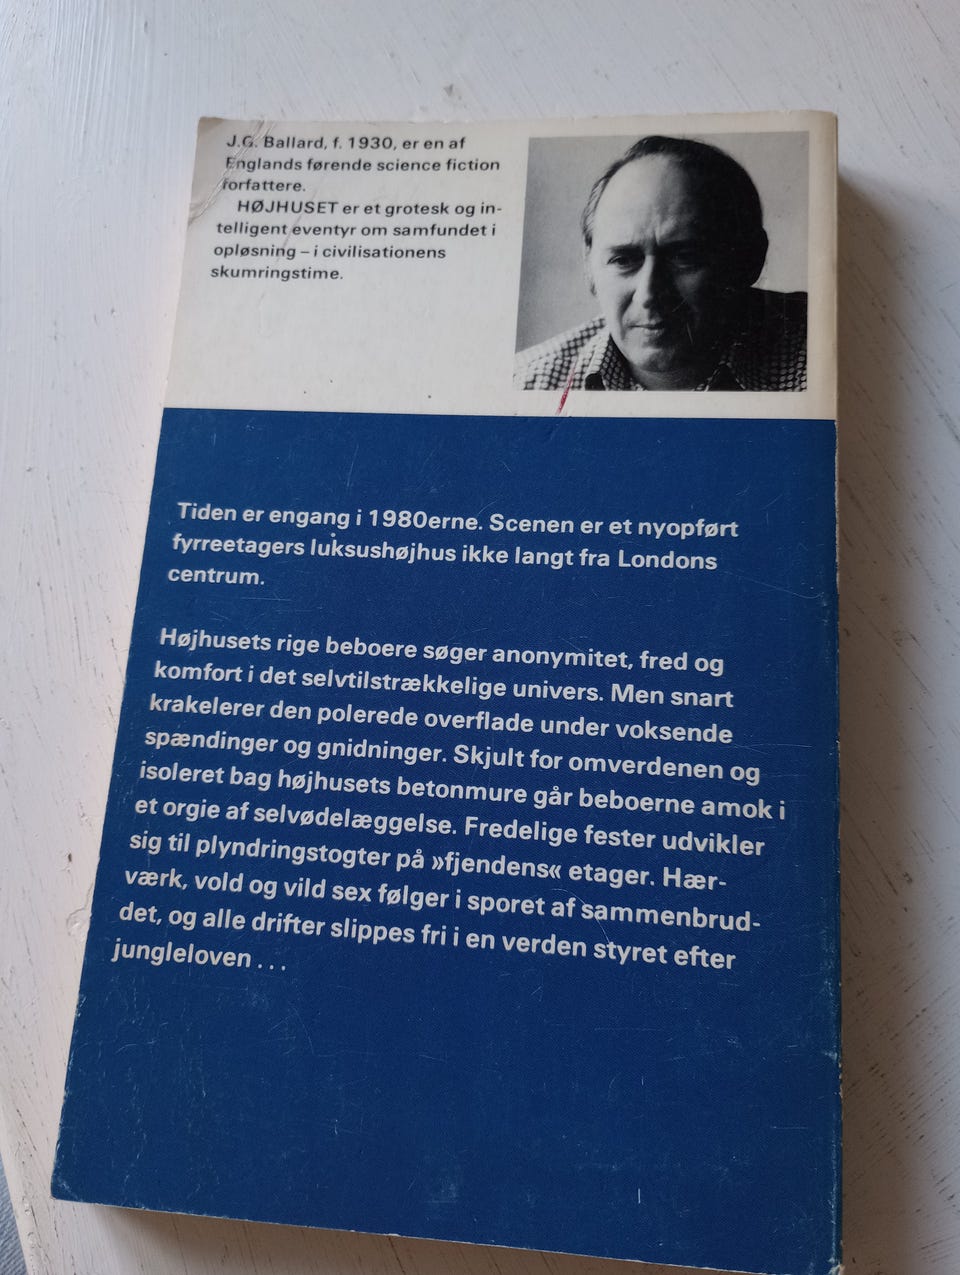 J.G. Ballard, f. 1930, er en af
Englands førende science fiction
forfattere.
HØJHUSET er et grotesk og in-
telligent eventyr om samfundet i
opløsning – i civilisationens
skumringstime.
Tiden er engang i 1980erne. Scenen er et nyopført
fyrreetagers luksushøjhus ikke langt fra Londons
centrum.
Højhusets rige beboere søger anonymitet, fred og
komfort i det selvtilstrækkelige univers. Men snart
krakelerer den polerede overflade under voksende
spændinger og gnidninger. Skjult for omverdenen og
isoleret bag højhusets betonmure går beboerne amok i
et orgie af selvødelæggelse. Fredelige fester udvikler
sig til plyndringstogter på »fjendens« etager. Hær-
værk, vold og vild sex følger i sporet af sammenbrud-
det, og alle drifter slippes fri i en verden styret efter
jungleloven ...